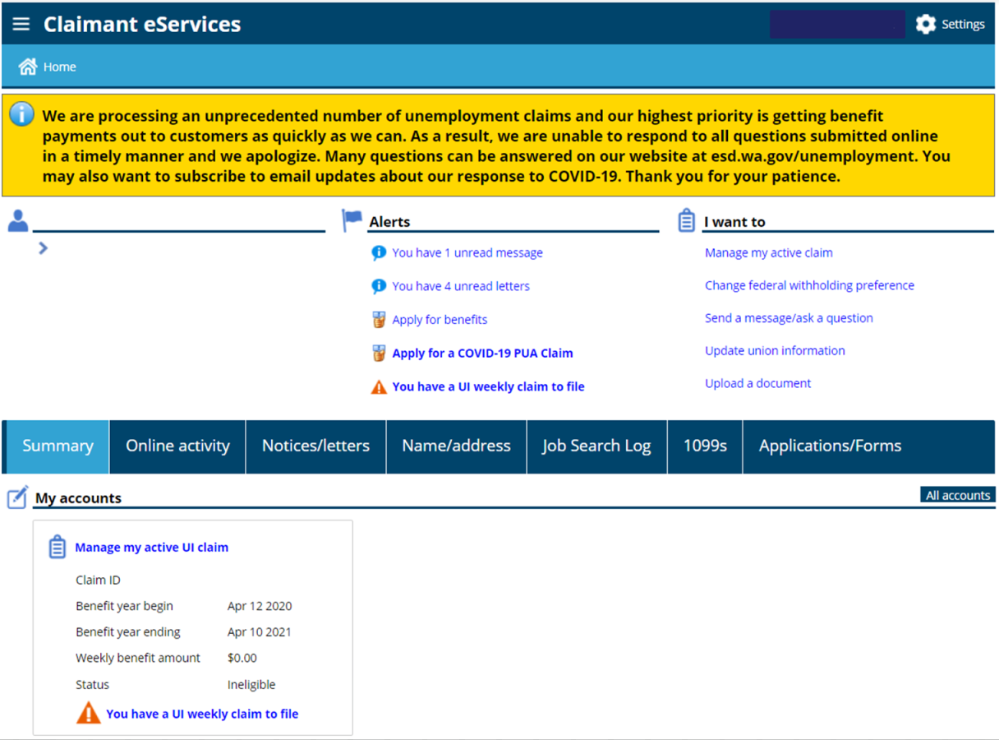 Claimant eServices
Settings
Home
We are processing an unprecedented number of unemployment claims and our highest priority is getting benefit
payments out to customers as quickly as we can. As a result, we are unable to respond to all questions submitted online
in a timely manner and we apologize. Many questions can be answered on our website at esd.wa.gov/unemployment. You
may also want to subscribe to email updates about our response to COVID-19. Thank you for your patience.
Alerts
You have 1 unread message
You have 4 unread letters
Apply for benefits
Apply for a COVID-19 PUA Claim
You have a UI weekly claim to file
I want to
Manage my active claim
Change federal withholding preference
Send a message/ask a question
Update union information
Upload a document
Summary
Online activity
Notices/letters
Name/address
Job Search Log
1099s
Applications/Forms
My accounts
All accounts
Manage my active UI claim
Claim ID
Benefit year begin Apr 12 2020
Benefit year ending Apr 10 2021
Weekly benefit amount $0.00
Status Ineligible
You have a UI weekly claim to file